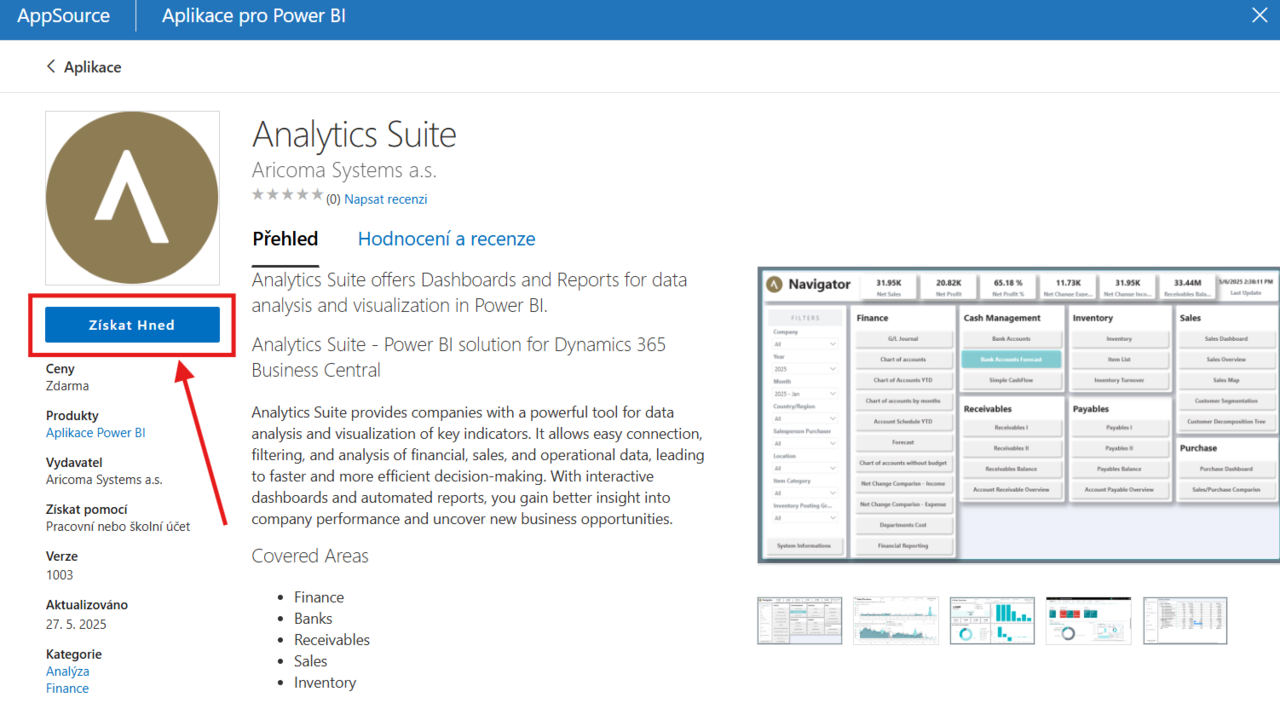 AppSource
Aplikace pro Power BI
Aplikace
Analytics Suite
Aricoma Systems a.s.
(0) Napsat recenzi
Přehled
Hodnocení a recenze
Získat Hned
Ceny
Zdarma
Produkty
Aplikace Power BI
Vydavatel
Aricoma Systems a.s.
Získat pomocí
Pracovní nebo školní účet
Verze
1003
Aktualizováno
27. 5. 2025
Kategorie
Analýza
Finance
Analytics Suite offers Dashboards and Reports for data
analysis and visualization in Power BI.
Analytics Suite - Power BI solution for Dynamics 365
Business Central
Analytics Suite provides companies with a powerful tool for data
analysis and visualization of key indicators. It allows easy connection,
filtering, and analysis of financial, sales, and operational data, leading
to faster and more efficient decision-making. With interactive
dashboards and automated reports, you gain better insight into
company performance and uncover new business opportunities.
Covered Areas
Finance
Banks
Receivables
Sales
Inventory
Navigator
31.95K
Net Sales
20.82K
Net Profit
65.18 %
Net Profit %
11.73K
Net Change Expe...
31.95K
Net Change Inco...
33.44M
Receivables Bala...
5/6/2025 2:30:11 PM
Last Update
FILTERS
Company
All
Year
2025
Month
2025 - Jan
Country/Region
All
Salesperson Purchaser
All
Location
All
Item Category
All
Inventory Posting Gr...
All
System Informations
Finance
G/L Journal
Chart of accounts
Chart of Accounts YTD
Chart of accounts by months
Account Schedule YTD
Forecast
Chart of accounts without budget
Net Change Comparios - Income
Net Change Comparios - Expense
Departments Cost
Financial Reporting
Cash Management
Bank Accounts
Bank Accounts Forecast
Simple CashFlow
Receivables
Receivables I
Receivables II
Receivables Balance
Account Receivable Overview
Inventory
Inventory
Item List
Inventory Turnover
Payables
Payables I
Payables II
Payables Balance
Account Payable Overview
Sales
Sales Dashboard
Sales Overview
Sales Map
Customer Segmentation
Customer Decomposition Tree
Purchase
Purchase Dashboard
Sales/Purchase Comparios